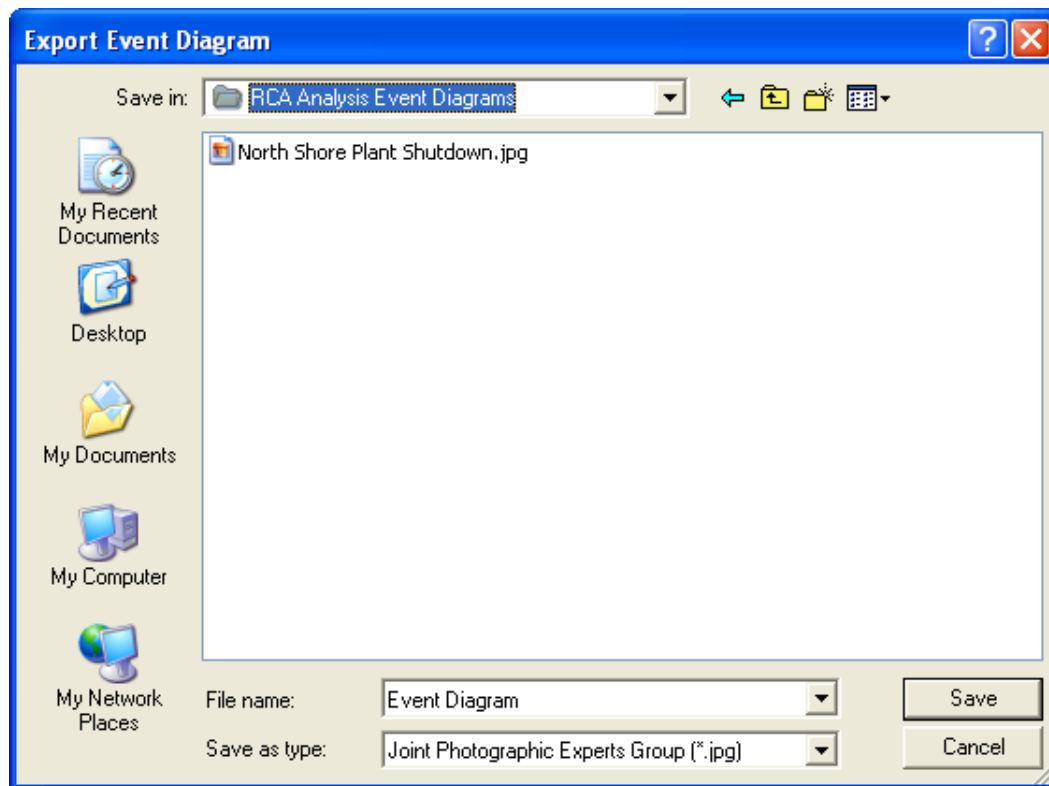 Export Event Diagram
Save in:
RCA Analysis Event Diagrams
North Shore Plant Shutdown.jpg
My Recent
Documents
Desktop
My Documents
My Computer
My Network
Places
File name:
Event Diagram
Save
Save as type:
Joint Photographic Experts Group (*.jpg)
Cancel